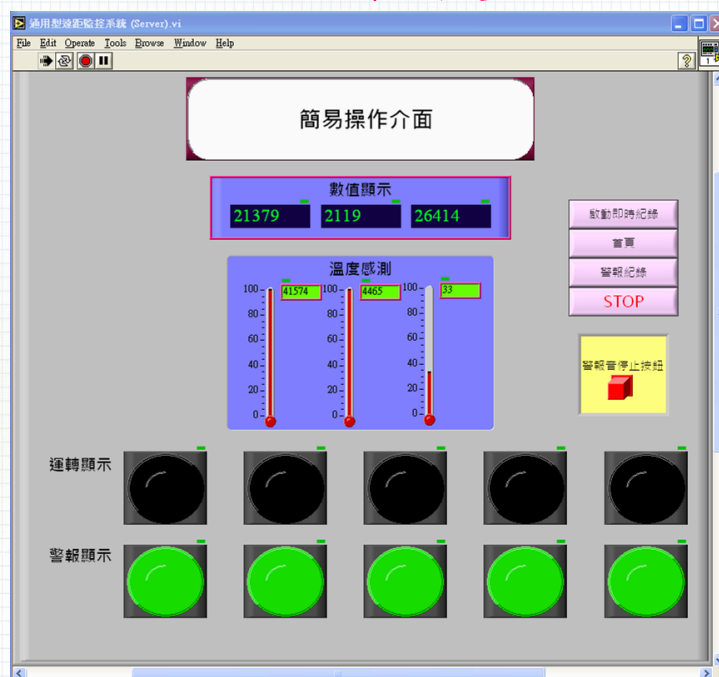 通用型遠距監控系統 (Server).vi
File Edit Operate Tools Browse Window Help
1
簡易操作介面
數值顯示
21379 2119 26414
啟動即時紀錄
首頁
警報紀錄
STOP
溫度感測
41574 4465 33
100 100 100
80 80 80
60 60 60
40 40 40
20 20 20
0 0 0
警報音停止按鈕
運轉顯示
警報顯示